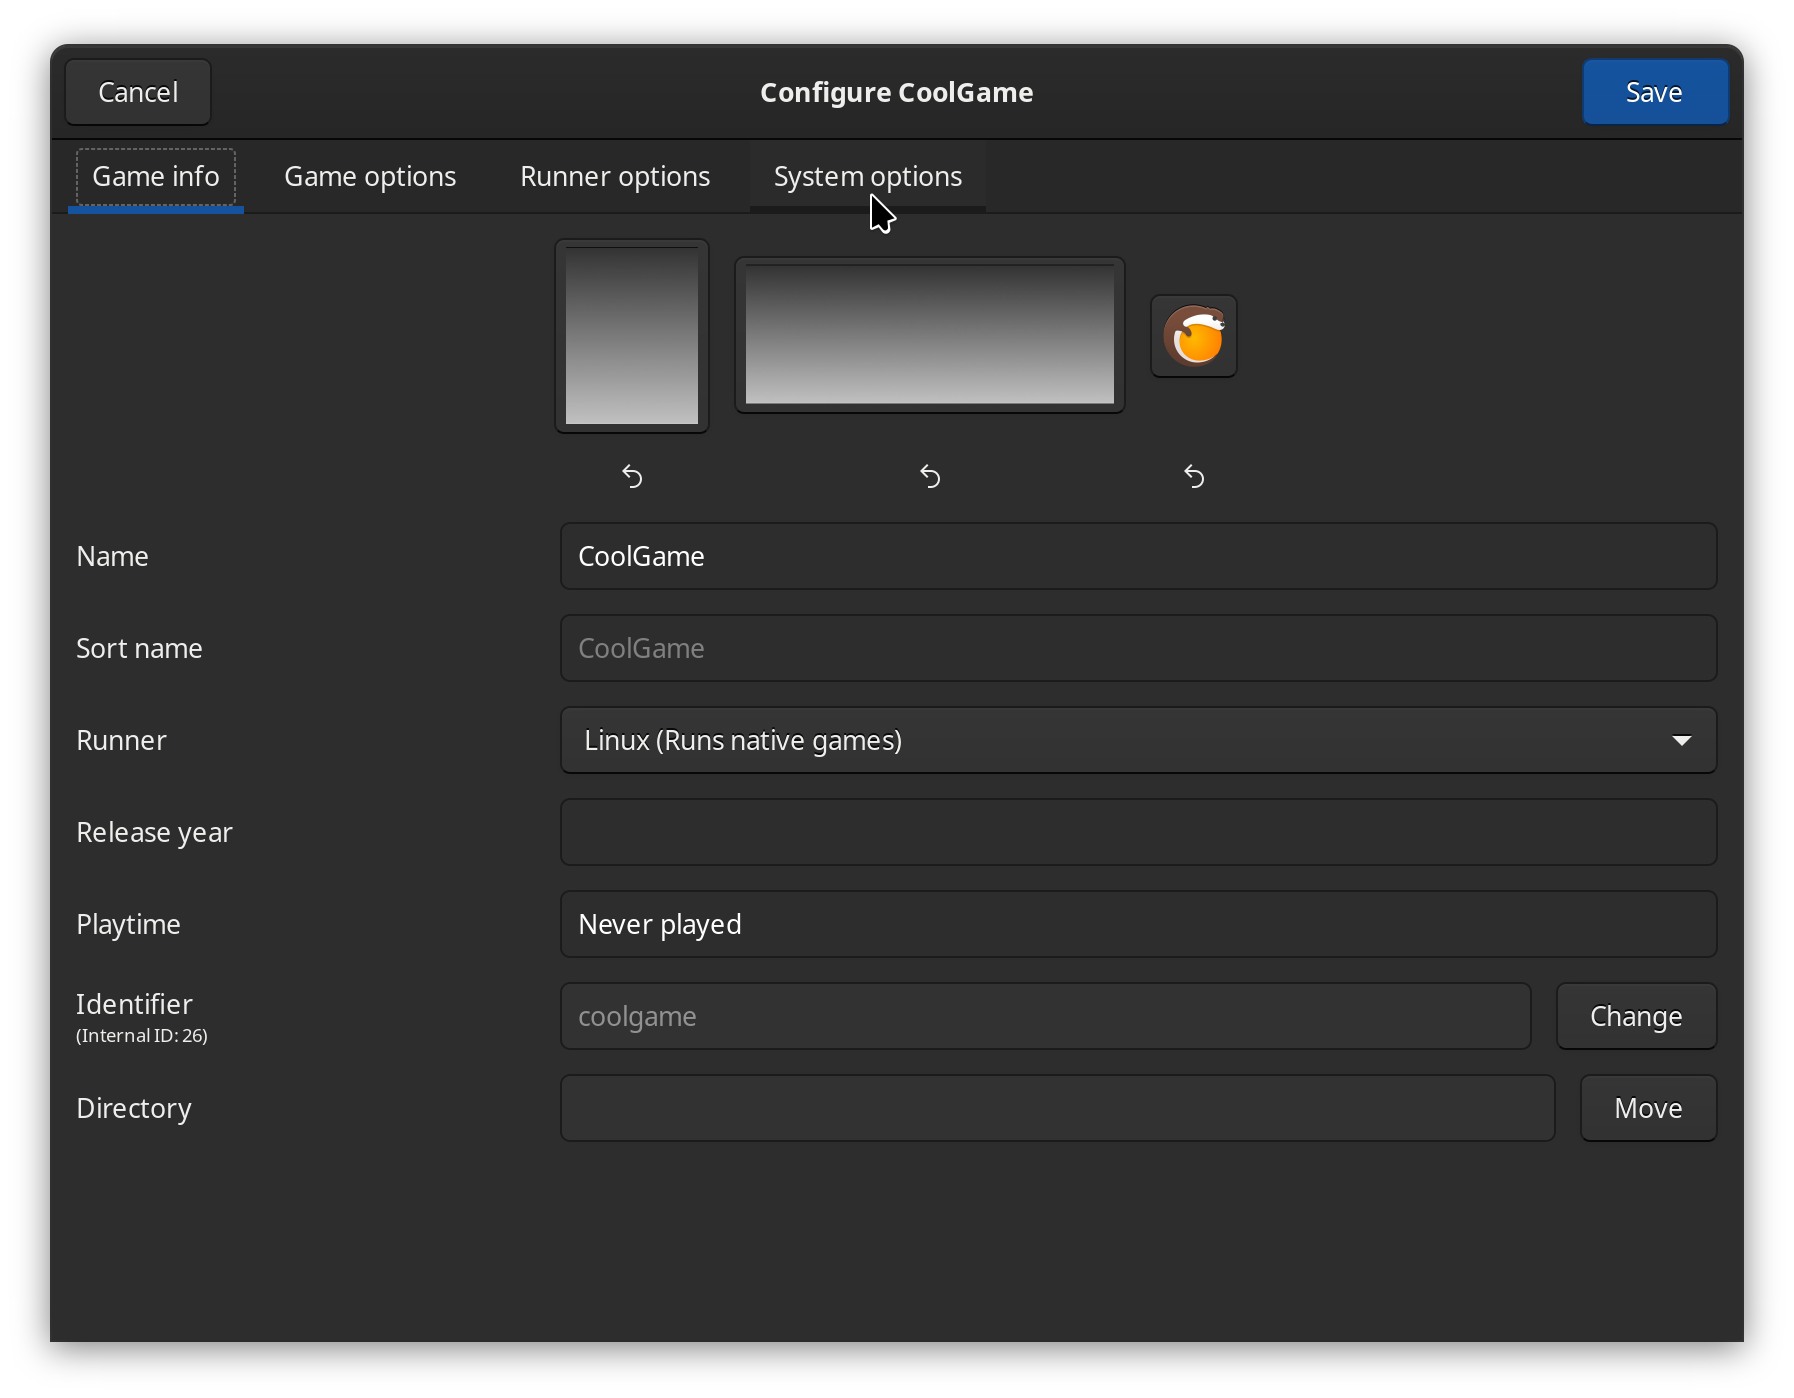 Cancel
Configure CoolGame
Save
Game info
Game options
Runner options
System options
Name
CoolGame
Sort name
CoolGame
Runner
Linux (Runs native games)
Release year
Playtime
Never played
Identifier
(Internal ID: 26)
coolgame
Change
Directory
Move